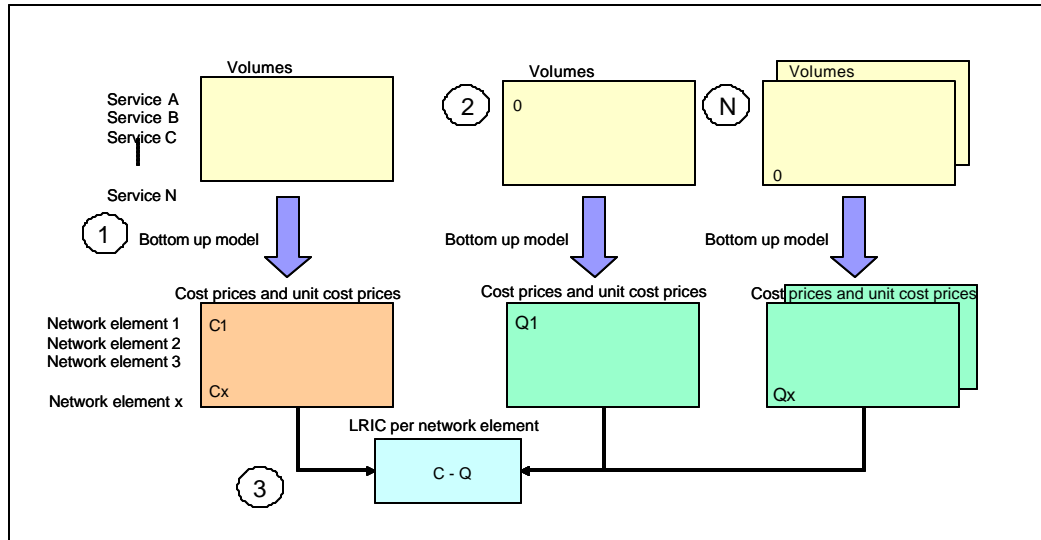 Volumes
Service A
Service B
Service C
Service N
1
Bottom up model
Cost prices and unit cost prices
Network element 1
Network element 2
Network element 3
Network element x
C1
Cx
2
Volumes
0
Bottom up model
Cost prices and unit cost prices
Q1
N
Volumes
0
Bottom up model
Cost prices and unit cost prices
Qx
LRIC per network element
C - Q
3